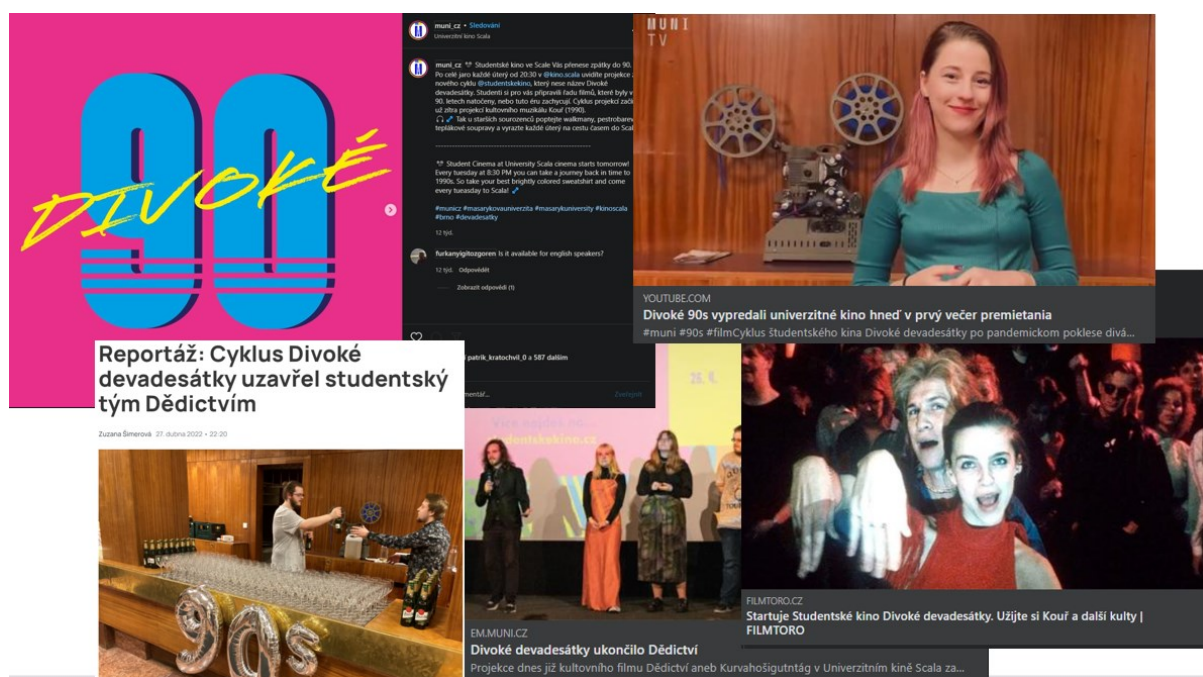 90
DIVOKÉ
muni_cz • Sledování
Univerzitní kino Scala
muni_cz Studentské kino ve Scale Vás přenese zpátky do 90.
Po celé jaro každé úterý od 20:30 v @kino.scala uvidíte projekce z
nového cyklu @studentskekino, který nese název Divoké
devadesátky. Studenti si pro vás připravili řadu filmů, které byly v
90. letech natočeny, nebo tuto éru zachycují. Cyklus projekcí začí
už zítra projekcí kultovního muzikálu Kouř (1990).
Tak u starších sourozenců poptejte walkmany, pestrobarev
teplákové soupravy a vyrazte každé úterý na cestu časem do Scal
Student Cinema at University Scala cinema starts tomorrow!
Every tuesday at 8:30 PM you can take a journey back in time to
1990s. So take your best brightly colored sweatshirt and come
every tueasday to Scala!
#municz #masarykovauniverzita #masarykuniversity #kinoscala
#brno #devadesatky
12 týd.
furkanyigitozgoren Is it available for english speakers?
12 týd. Odpovědět
Zobrazit odpovědi (1)
patrik_kratochvil_0 a 587 dalším
mentář...
Zveřejnit
MUNI
TV
YOUTUBE.COM
Divoké 90s vypredali univerzitné kino hneď v prvý večer premietania
#muni #90s #filmCyklus študentského kina Divoké devadesátky po pandemickom poklese divá...
Reportáž: Cyklus Divoké
devadesátky uzavřel studentský
tým Dědictvím
Zuzana Šimerová 27. dubna 2022 • 22:20
90s
26. 4.
studentskekino.cz
EM.MUNI.CZ
Divoké devadesátky ukončilo Dědictví
Projekce dnes již kultovního filmu Dědictví aneb Kurvahošigutntág v Univerzitním kině Scala za...
FILMTORO.CZ
Startuje Studentské kino Divoké devadesátky. Užijte si Kouř a další kulty |
FILMTORO